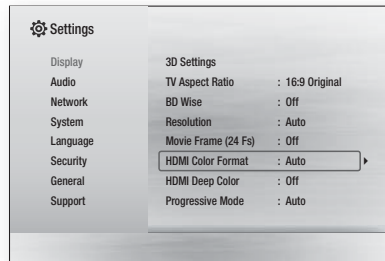 Settings
Display
Audio
Network
System
Language
Security
General
Support
3D Settings
TV Aspect Ratio : 16:9 Original
BD Wise : Off
Resolution : Auto
Movie Frame (24 Fs) : Off
HDMI Color Format : Auto
HDMI Deep Color : Off
Progressive Mode : Auto